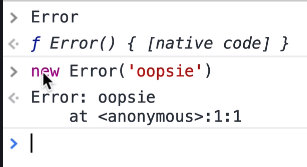 Error
f Error() { [native code] }
new Error('oopsie')
Error: oopsie
    at <anonymous>:1:1